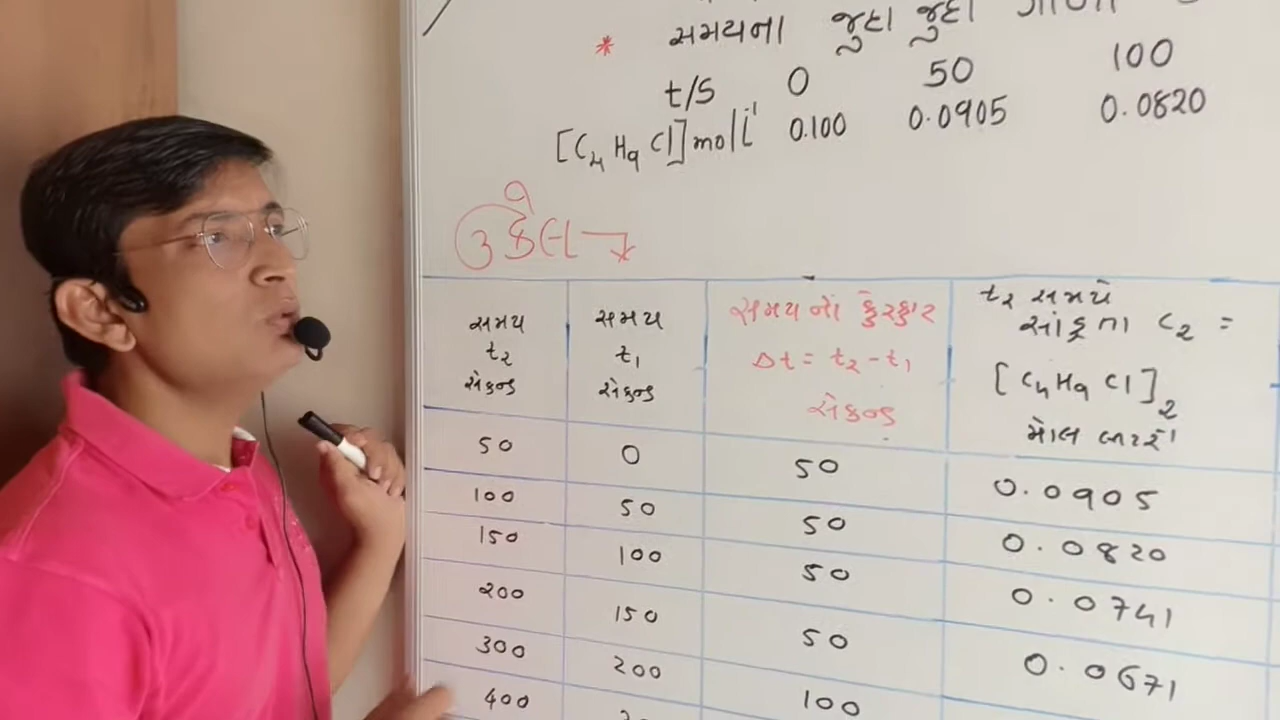 * સમયના જુદા જુદા
t/s 0 50 100
[C₄H₉Cl] mol l⁻¹ 0.100 0.0905 0.0820
ઉકેલ →
સમય t₂ સેકન્ડ
સમય t₁ સેકન્ડ
સમયનો ફેરફાર Δt = t₂ - t₁ સેકન્ડ
t₂ સમયે સાંદ્રતા C₂ = [C₄H₉Cl]₂ મોલ લિટર⁻¹
50 0 50 0.0905
100 50 50 0.0820
150 100 50 0.0741
200 150 50 0.0671
300 200 100
400